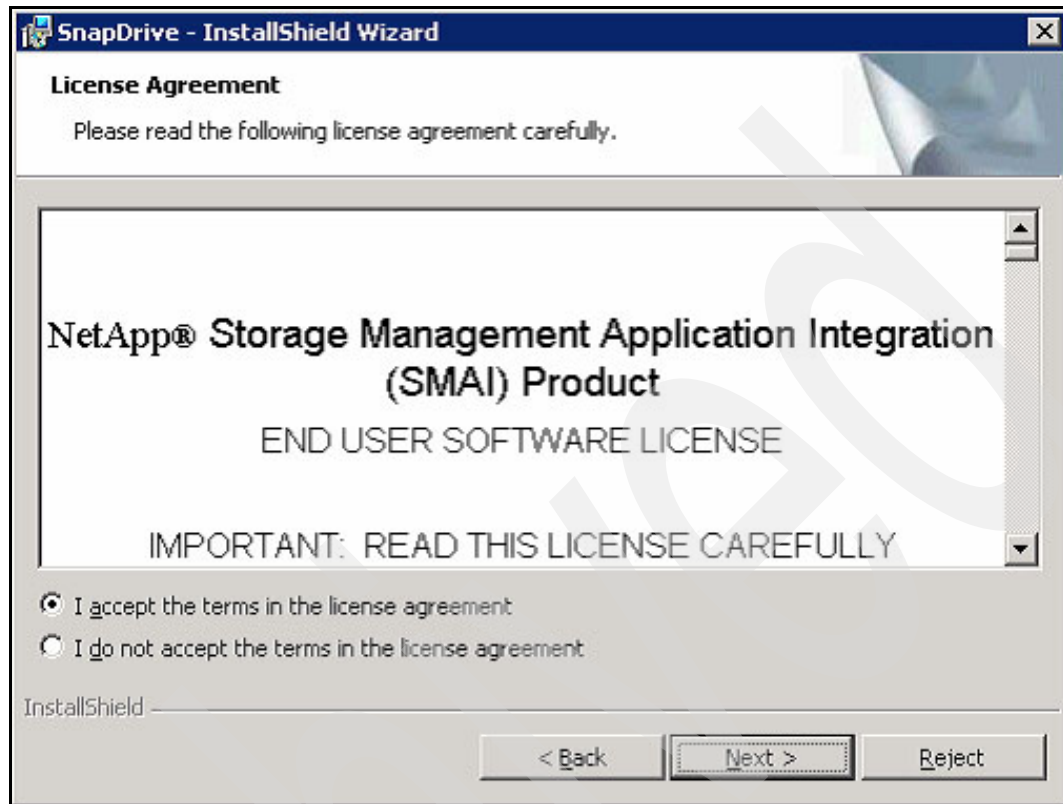 SnapDrive - InstallShield Wizard
License Agreement
Please read the following license agreement carefully.
NetApp® Storage Management Application Integration
(SMAI) Product
END USER SOFTWARE LICENSE
IMPORTANT: READ THIS LICENSE CAREFULLY
I accept the terms in the license agreement
I do not accept the terms in the license agreement
InstallShield
< Back
Next >
Reject